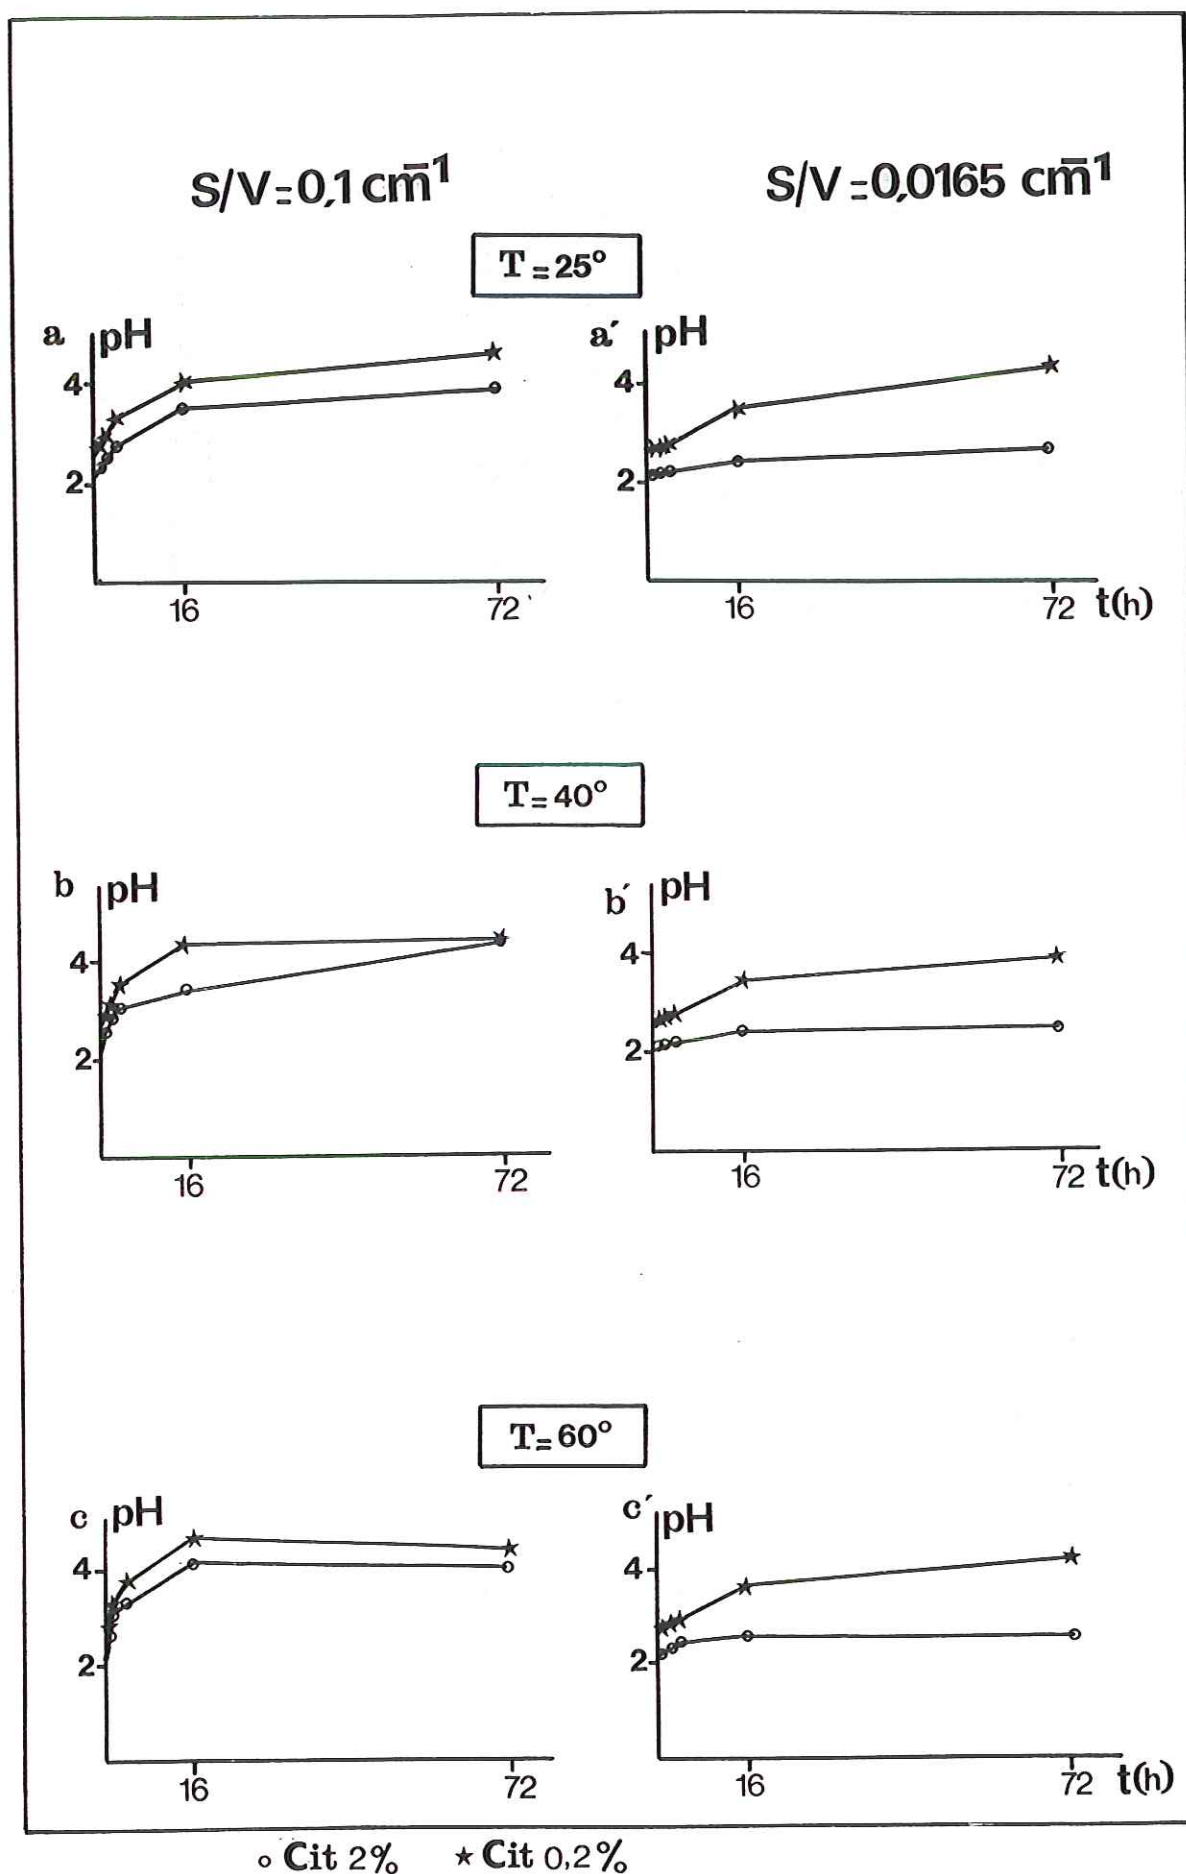 S/V=0,1 cm̄¹ S/V=0,0165 cm̄¹
T=25°
a pH a′ pH
4 4
2 2
16 72 16 72 t(h)
T=40°
b pH b′ pH
4 4
2 2
16 72 16 72 t(h)
T=60°
c pH c′ pH
4 4
2 2
16 72 16 72 t(h)
○ Cit 2% ★ Cit 0,2%